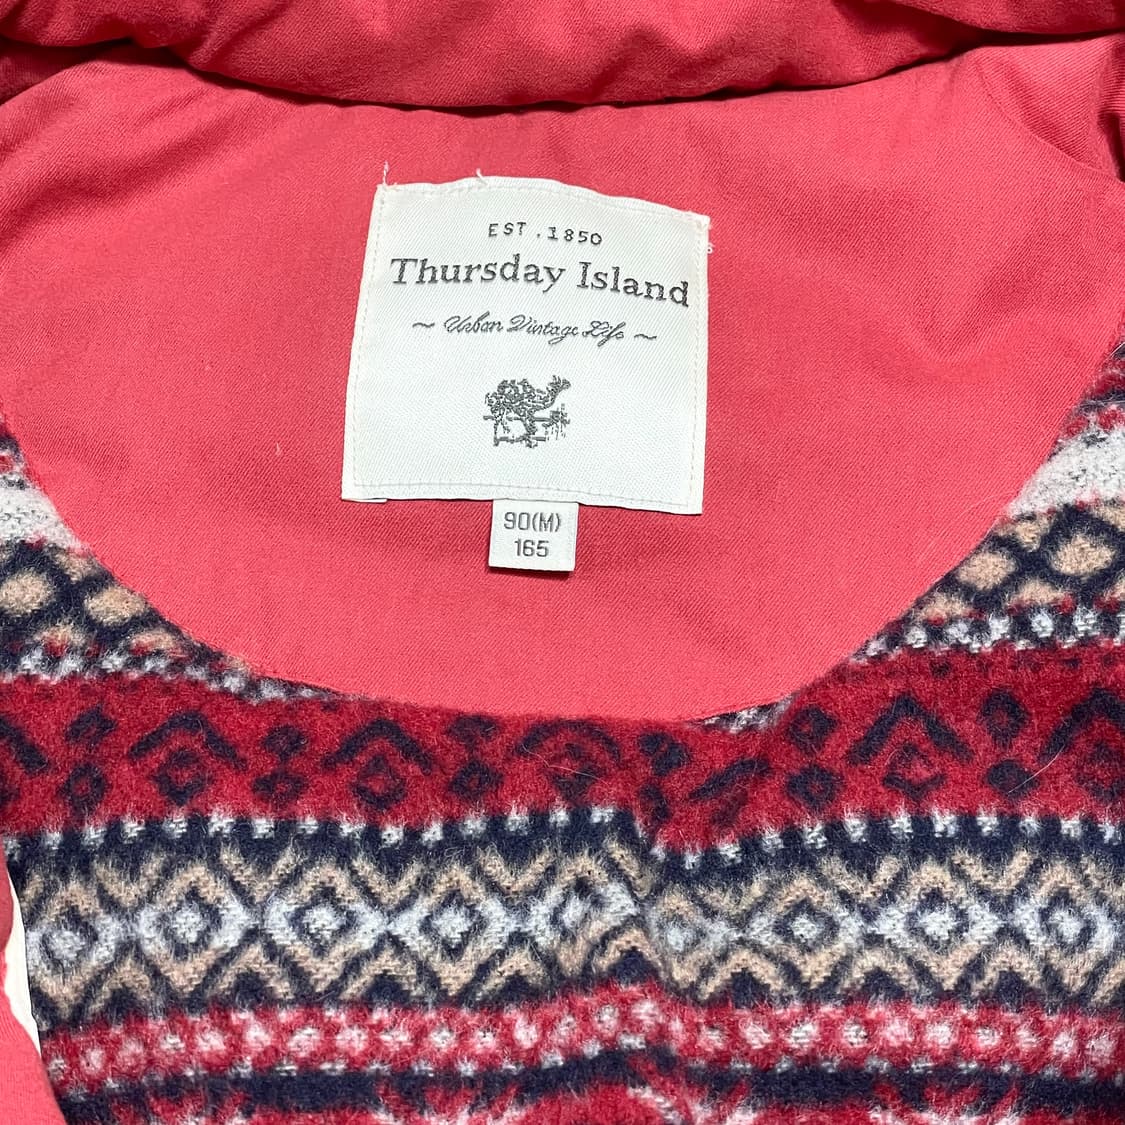 EST.1850
Thursday Island
~ Urban Vintage Life ~
90(M)
165